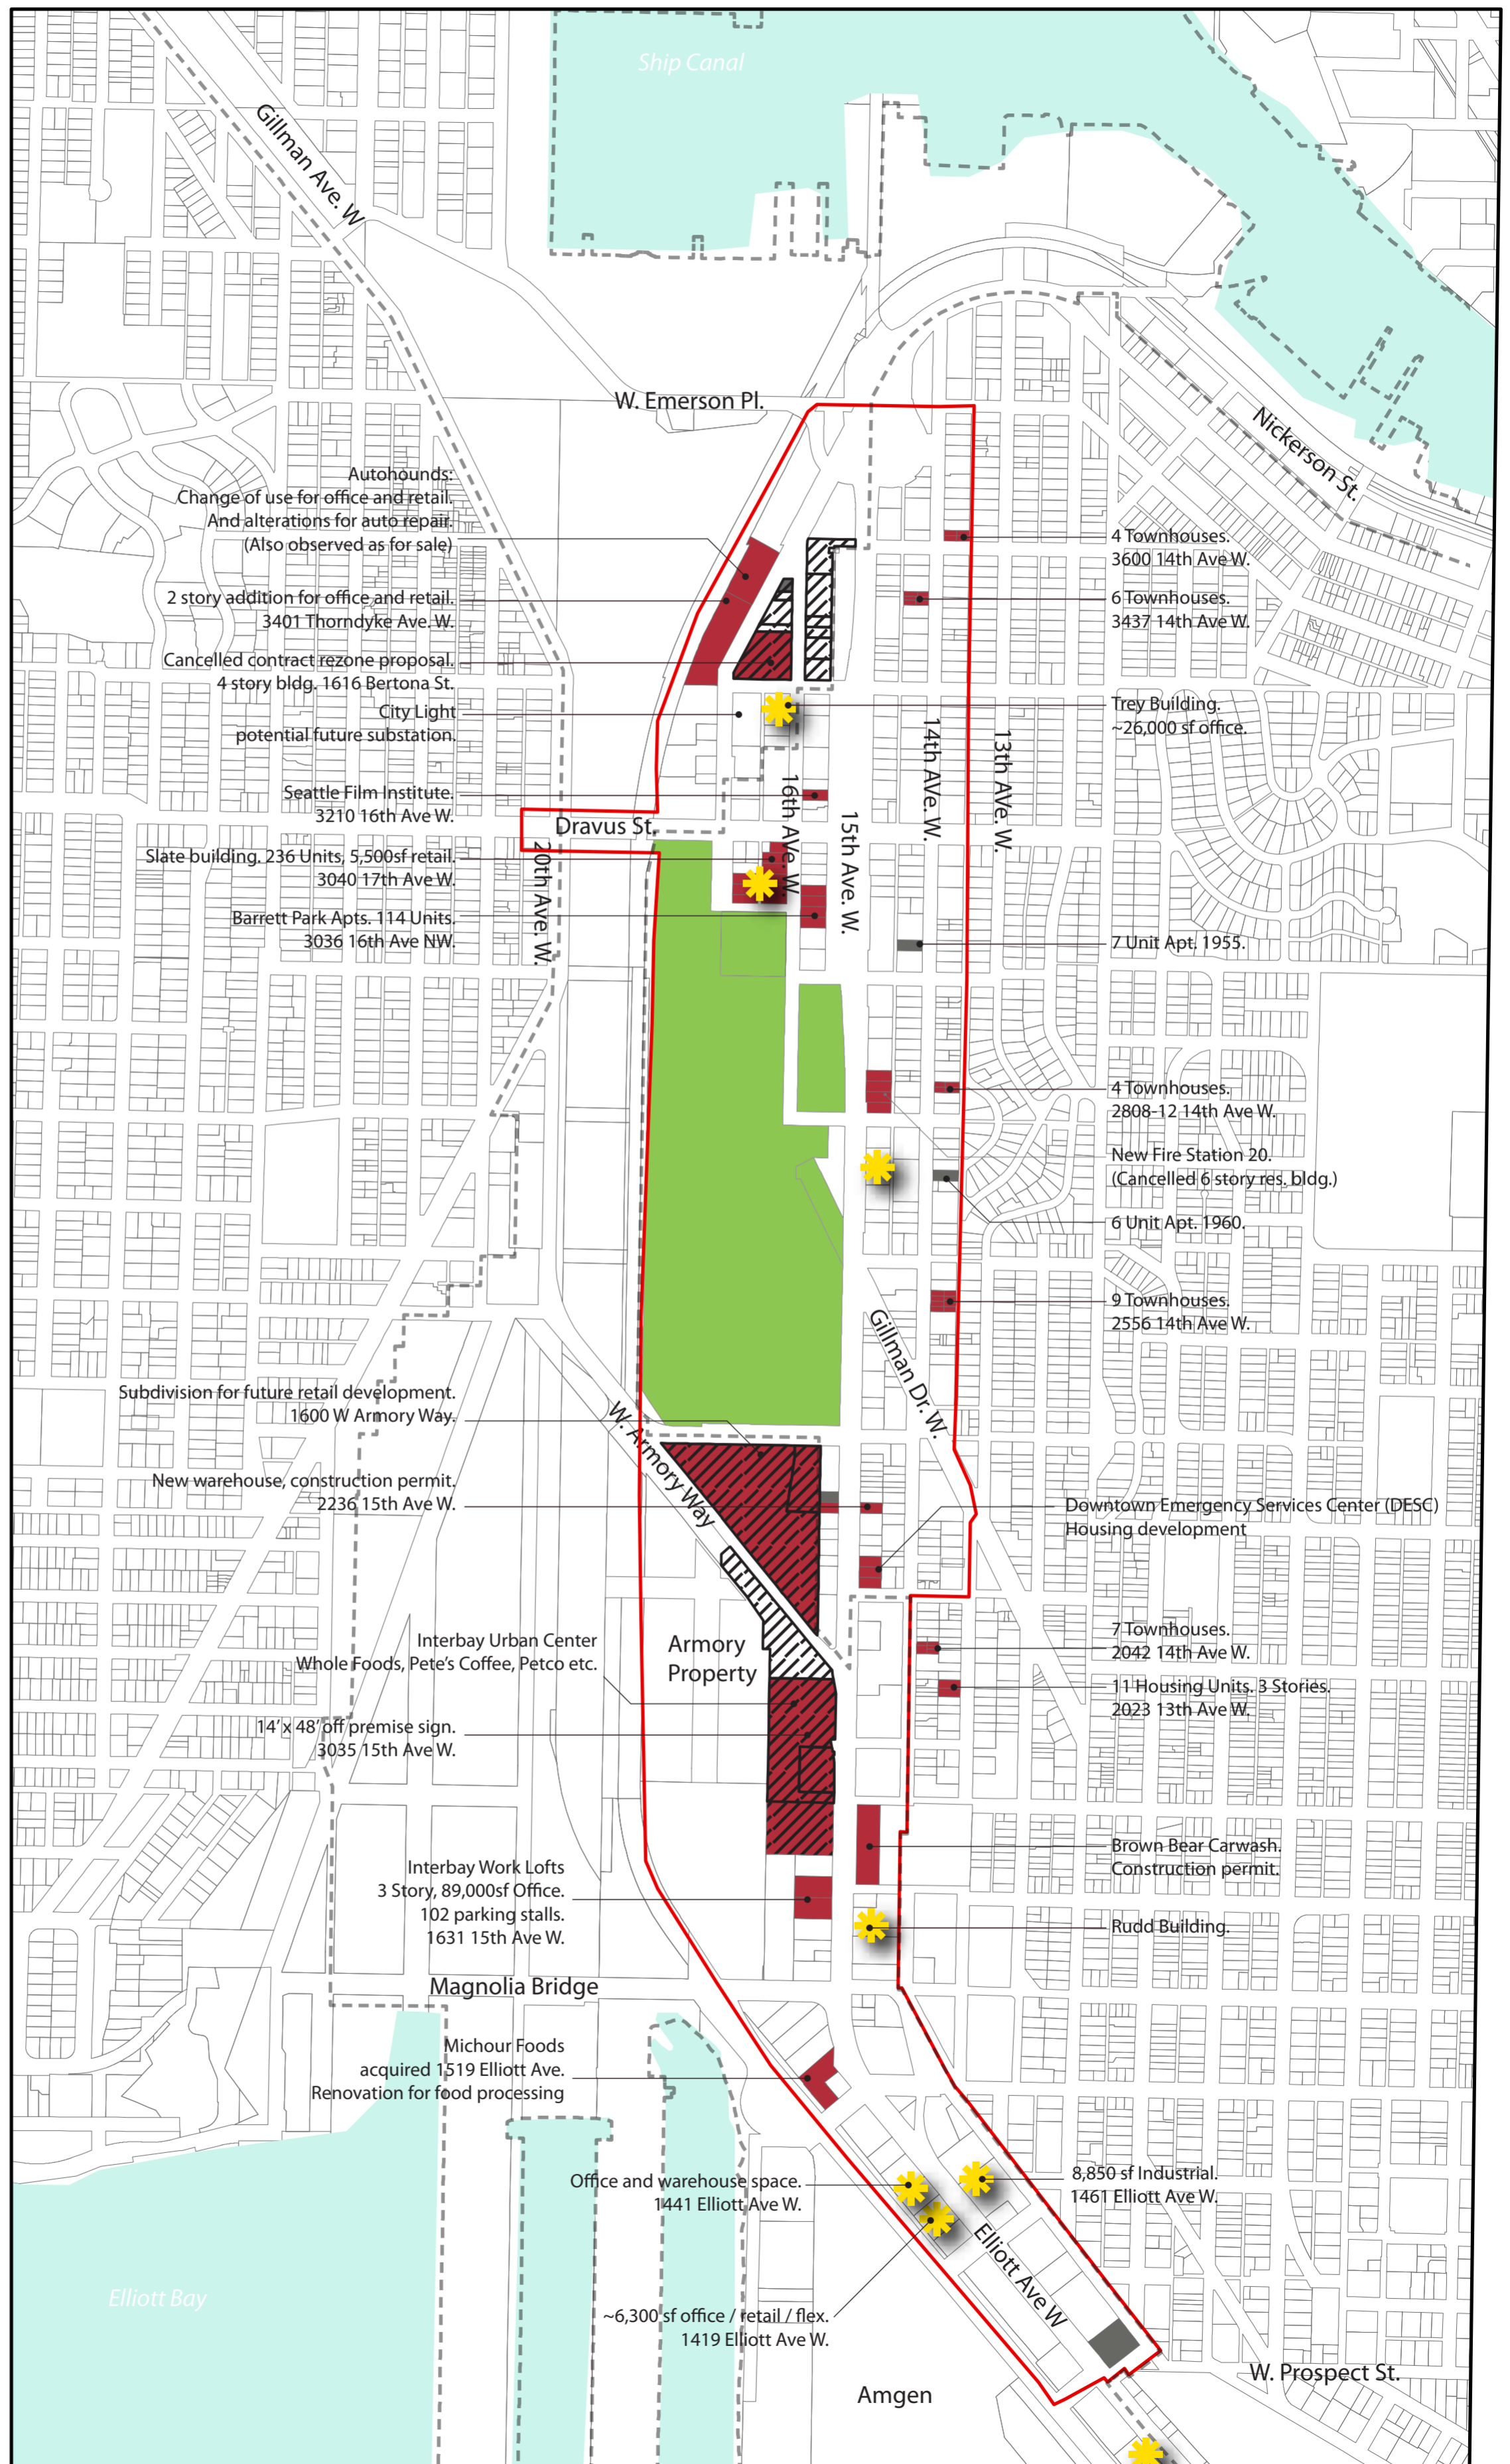 Ship Canal
Gillman Ave. W
W. Emerson Pl.
Nickerson St.
Autohounds:
Change of use for office and retail.
And alterations for auto repair.
(Also observed as for sale)
2 story addition for office and retail.
3401 Thorndyke Ave. W.
Cancelled contract rezone proposal.
4 story bldg. 1616 Bertona St.
City Light
potential future substation.
Seattle Film Institute.
3210 16th Ave W.
Dravus St.
Slate building. 236 Units, 5,500sf retail.
3040 17th Ave W.
Barrett Park Apts. 114 Units.
3036 16th Ave NW.
20th Ave. W.
16th AVe. W.
15th Ave. W.
14th AVe. W.
13th AVe. W.
4 Townhouses.
3600 14th Ave W.
6 Townhouses.
3437 14th Ave W.
Trey Building.
~26,000 sf office.
7 Unit Apt. 1955.
4 Townhouses.
2808-12 14th Ave W.
New Fire Station 20.
(Cancelled 6 story res. bldg.)
6 Unit Apt. 1960.
9 Townhouses.
2556 14th Ave W.
Gillman Dr. W.
Subdivision for future retail development.
1600 W Armory Way.
W. Armory Way
New warehouse, construction permit.
2236 15th Ave W.
Downtown Emergency Services Center (DESC)
Housing development
Interbay Urban Center
Whole Foods, Pete's Coffee, Petco etc.
Armory
Property
7 Townhouses.
2042 14th Ave W.
11 Housing Units. 3 Stories.
2023 13th Ave W.
14' x 48' off premise sign.
3035 15th Ave W.
Brown Bear Carwash.
Construction permit.
Interbay Work Lofts
3 Story, 89,000sf Office.
102 parking stalls.
1631 15th Ave W.
Rudd Building.
Magnolia Bridge
Michour Foods
acquired 1519 Elliott Ave.
Renovation for food processing
Office and warehouse space.
1441 Elliott Ave W.
8,850 sf Industrial.
1461 Elliott Ave W.
Elliott Ave W
Elliott Bay
~6,300 sf office / retail / flex.
1419 Elliott Ave W.
W. Prospect St.
Amgen